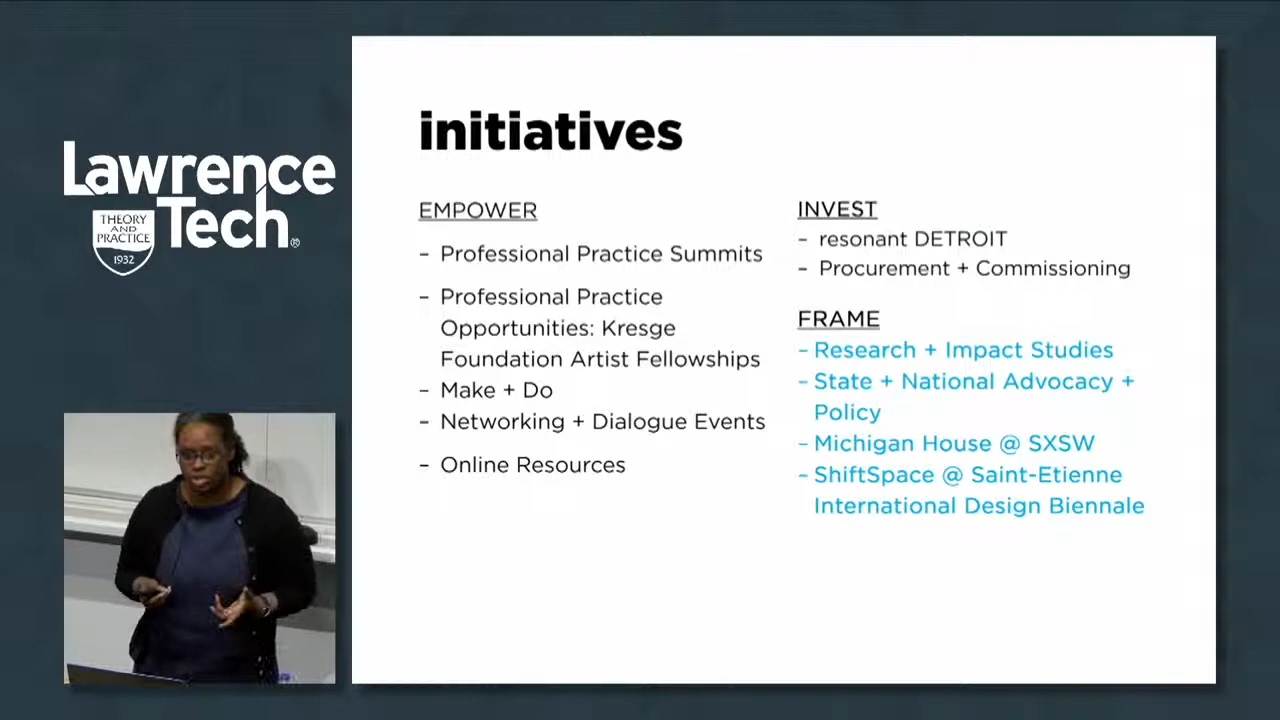 Lawrence
Tech®
THEORY
AND
PRACTICE
1932
initiatives
EMPOWER
– Professional Practice Summits
– Professional Practice
Opportunities: Kresge
Foundation Artist Fellowships
– Make + Do
– Networking + Dialogue Events
– Online Resources
INVEST
– resonant DETROIT
– Procurement + Commissioning
FRAME
– Research + Impact Studies
– State + National Advocacy +
Policy
– Michigan House @ SXSW
– ShiftSpace @ Saint-Etienne
International Design Biennale